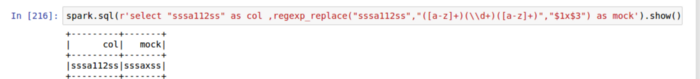 In [216]: spark.sql(r'select "sssa112ss" as col ,regexp_replace("sssa112ss","([a-z]+)(\\d+)([a-z]+)","$1x$3") as mock').show()
+---------+-------+
|      col|   mock|
+---------+-------+
|sssa112ss|sssaxss|
+---------+-------+